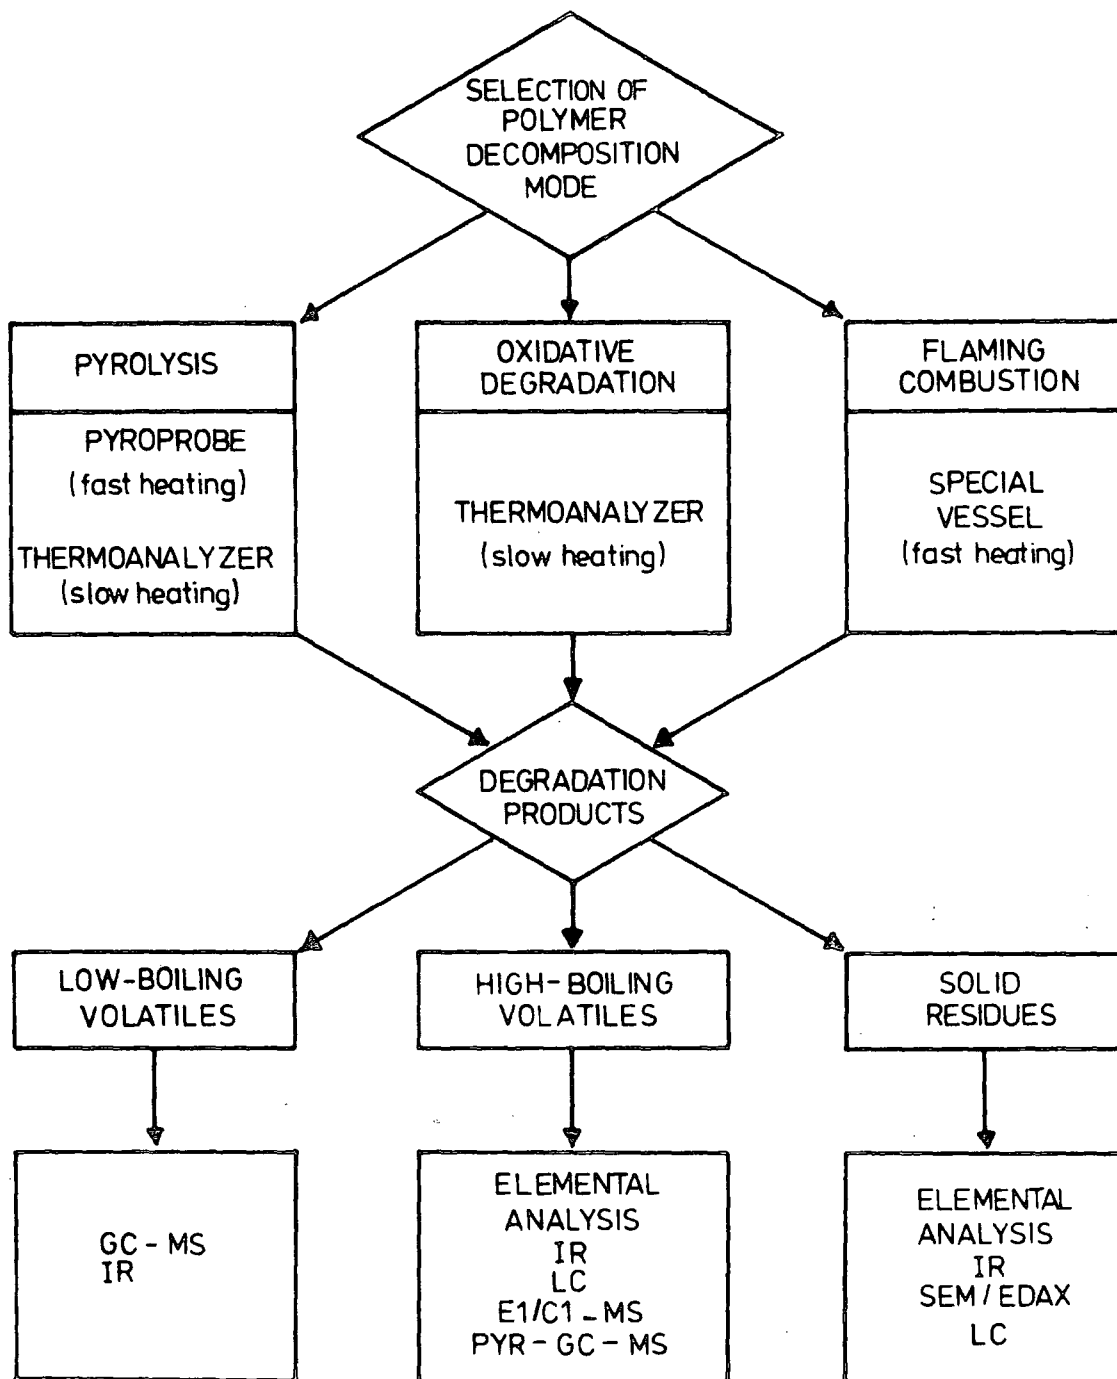 SELECTION OF
POLYMER
DECOMPOSITION
MODE
PYROLYSIS
PYROPROBE
(fast heating)
THERMOANALYZER
(slow heating)
OXIDATIVE
DEGRADATION
THERMOANALYZER
(slow heating)
FLAMING
COMBUSTION
SPECIAL
VESSEL
(fast heating)
DEGRADATION
PRODUCTS
LOW-BOILING
VOLATILES
HIGH-BOILING
VOLATILES
SOLID
RESIDUES
GC-MS
IR
ELEMENTAL
ANALYSIS
IR
LC
E1/C1-MS
PYR-GC-MS
ELEMENTAL
ANALYSIS
IR
SEM/EDAX
LC